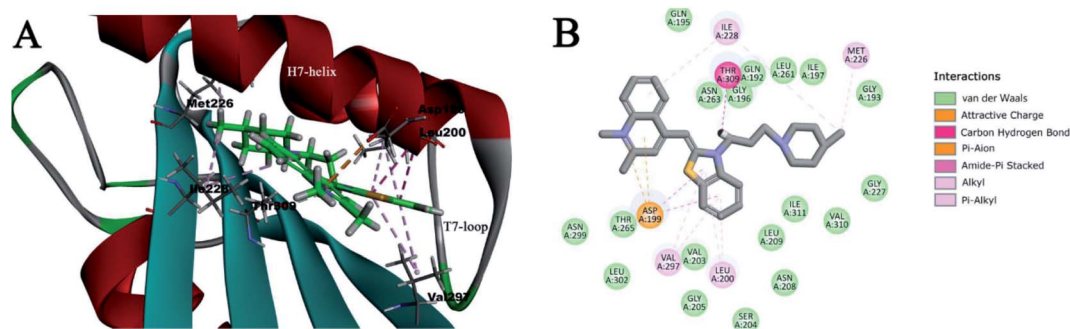 A
H7-helix
Met226
Leu200
Ile228
Thr309
T7-loop
Val297
B
GLN
A:195
ILE
A:228
MET
A:226
THR
A:309
GLN
A:192
LEU
A:261
ILE
A:197
ASN
A:263
GLY
A:196
GLY
A:193
GLY
A:227
ASP
A:199
THR
A:265
ASN
A:299
ILE
A:311
VAL
A:310
LEU
A:209
VAL
A:297
VAL
A:203
LEU
A:200
LEU
A:302
ASN
A:208
GLY
A:205
SER
A:204
Interactions
van der Waals
Attractive Charge
Carbon Hydrogen Bond
Pi-Aion
Amide-Pi Stacked
Alkyl
Pi-Alkyl